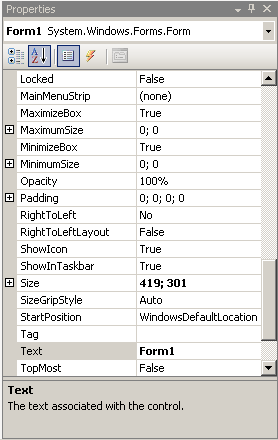 Properties
Form1 System.Windows.Forms.Form
Locked False
MainMenuStrip (none)
MaximizeBox True
MaximumSize 0; 0
MinimizeBox True
MinimumSize 0; 0
Opacity 100%
Padding 0; 0; 0; 0
RightToLeft No
RightToLeftLayout False
ShowIcon True
ShowInTaskbar True
Size 419; 301
SizeGripStyle Auto
StartPosition WindowsDefaultLocation
Tag
Text Form1
TopMost False
Text
The text associated with the control.